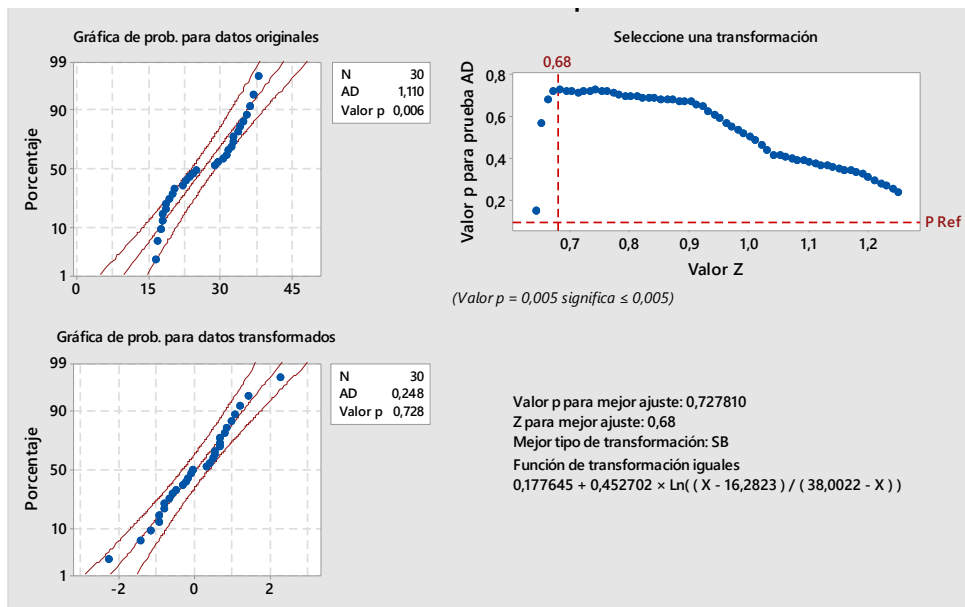 Gráfica de prob. para datos originales
99
90
50
10
1
Porcentaje
0 15 30 45
N 30
AD 1,110
Valor p 0,006
Seleccione una transformación
0,68
0,8
0,6
0,4
0,2
Valor p para prueba AD
P Ref
0,7 0,8 0,9 1,0 1,1 1,2
Valor Z
(Valor p = 0,005 significa ≤ 0,005)
Gráfica de prob. para datos transformados
99
90
50
10
1
Porcentaje
-2 0 2
N 30
AD 0,248
Valor p 0,728
Valor p para mejor ajuste: 0,727810
Z para mejor ajuste: 0,68
Mejor tipo de transformación: SB
Función de transformación iguales
0,177645 + 0,452702 × Ln( ( X - 16,2823 ) / ( 38,0022 - X ) )